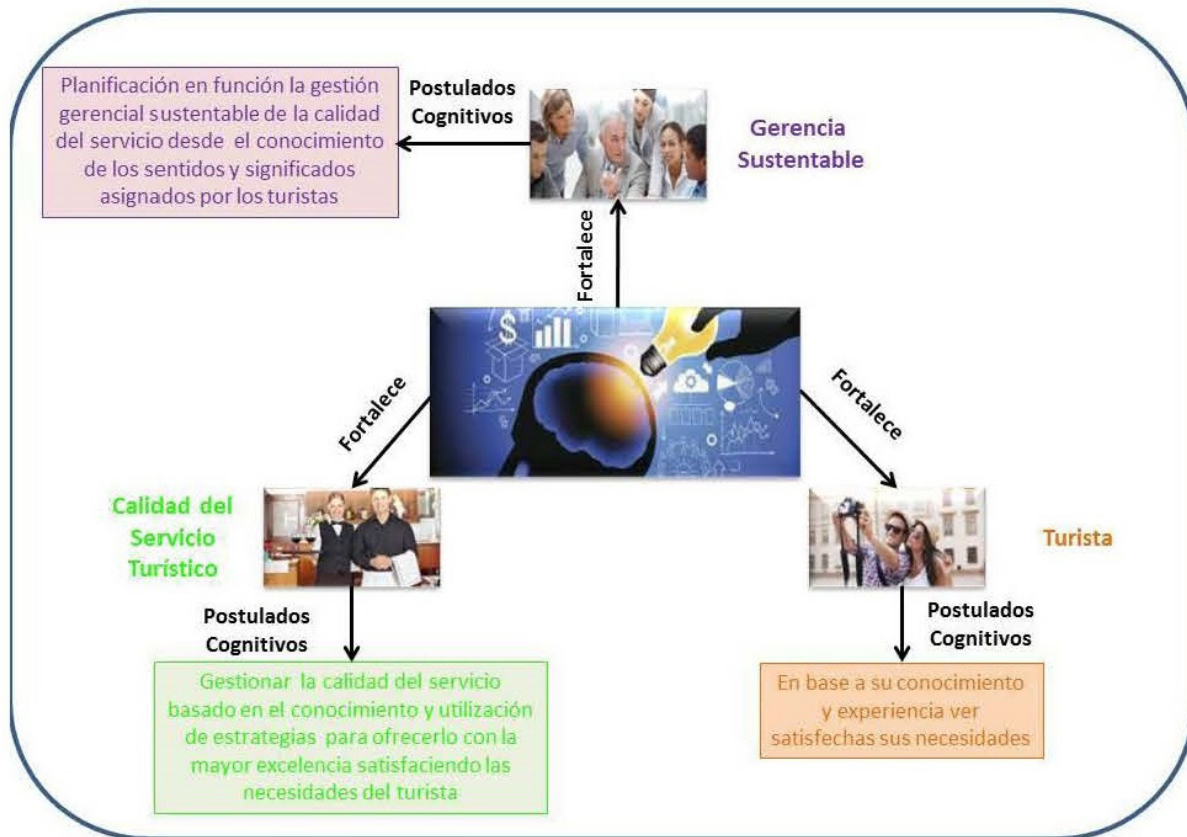 Planificación en función la gestión
gerencial sustentable de la calidad
del servicio desde el conocimiento
de los sentidos y significados
asignados por los turistas
Postulados
Cognitivos
Gerencia
Sustentable
Fortalece
Fortalece
Fortalece
Calidad del
Servicio
Turístico
Turista
Postulados
Cognitivos
Postulados
Cognitivos
Gestionar la calidad del servicio
basado en el conocimiento y utilización
de estrategias para ofrecerlo con la
mayor excelencia satisfaciendo las
necesidades del turista
En base a su conocimiento
y experiencia ver
satisfechas sus necesidades